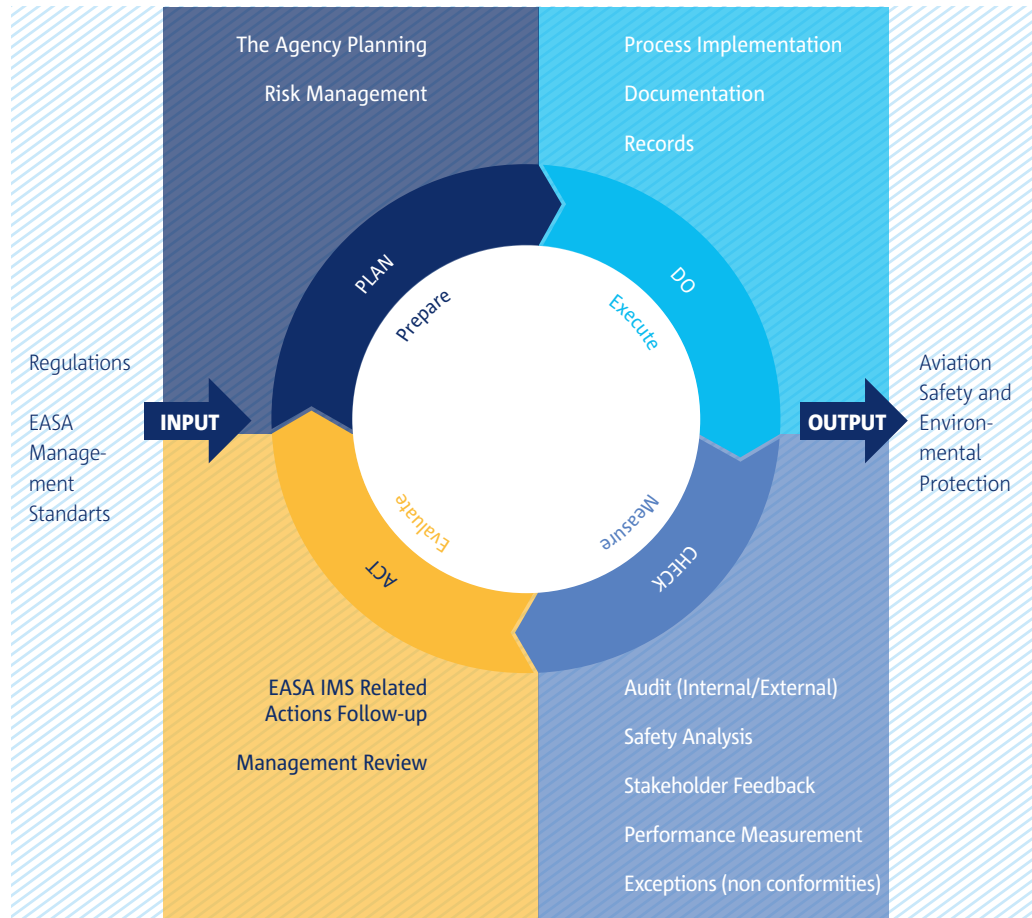 The Agency Planning
Risk Management
Process Implementation
Documentation
Records
PLAN
Prepare
DO
Execute
Regulations
EASA
Manage-
ment
Standarts
INPUT
OUTPUT
Aviation
Safety and
Environ-
mental
Protection
Evaluate
ACT
Measure
CHECK
EASA IMS Related
Actions Follow-up
Management Review
Audit (Internal/External)
Safety Analysis
Stakeholder Feedback
Performance Measurement
Exceptions (non conformities)